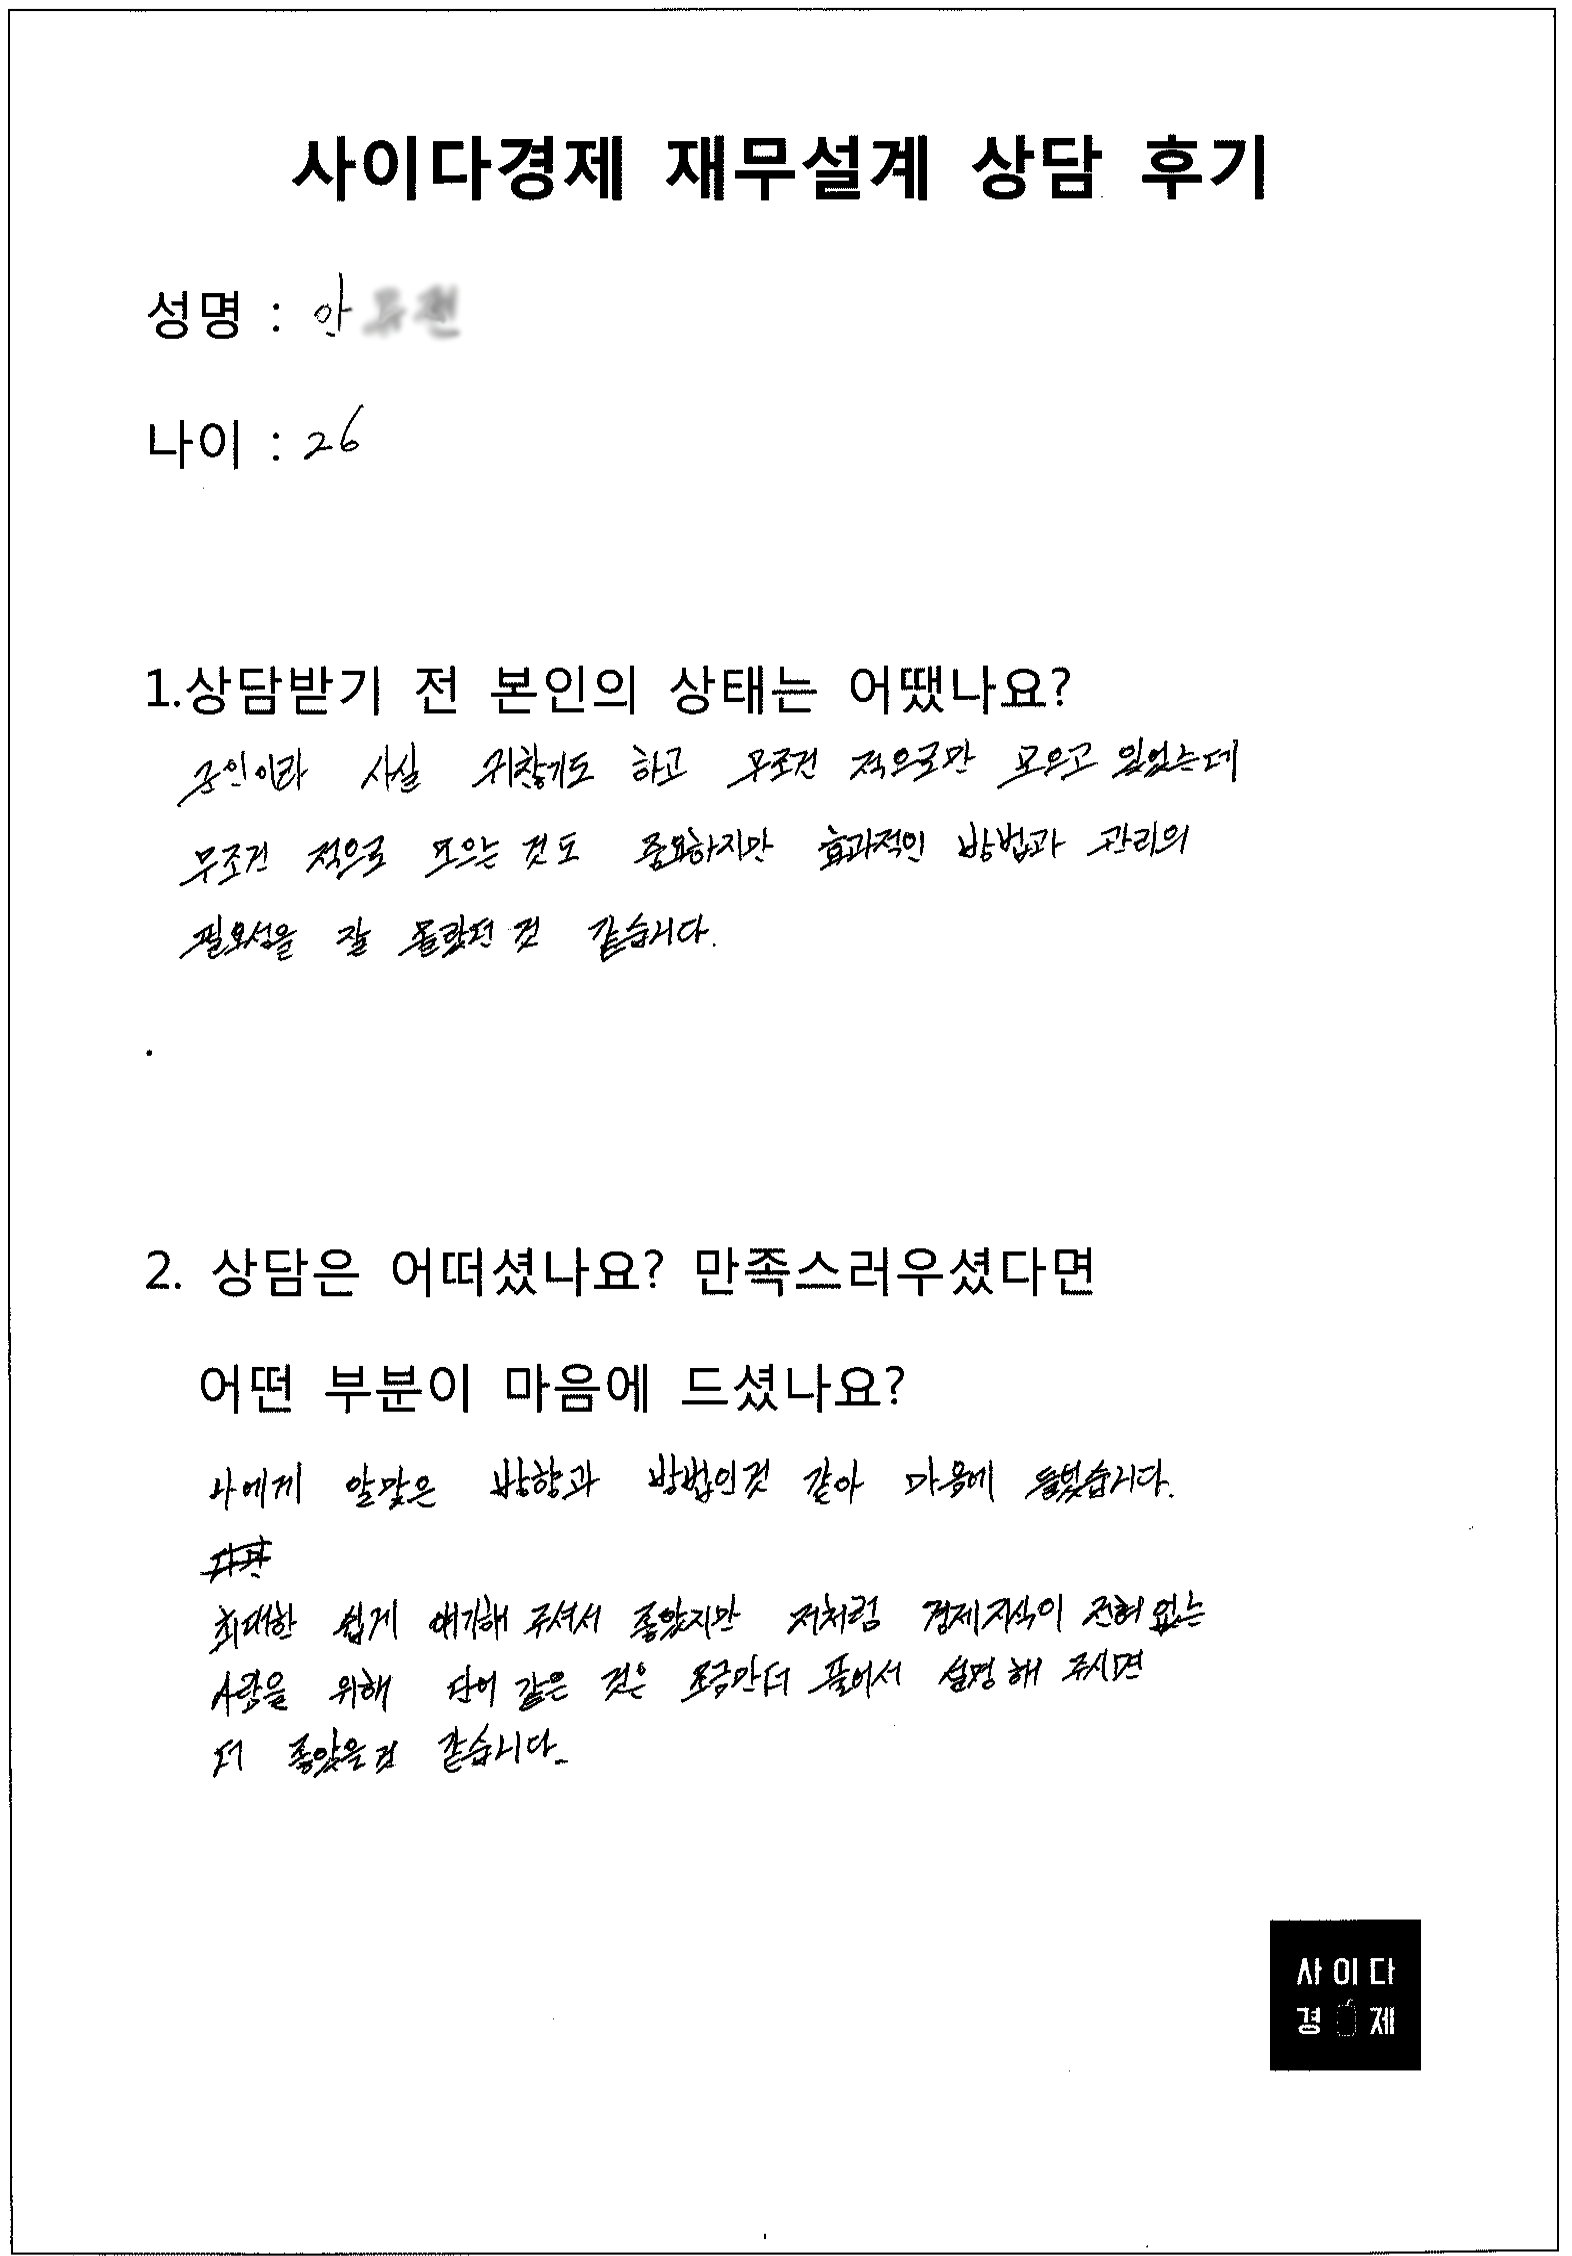 사이다경제 재무설계 상담 후기
성명 : 안
나이 : 26
1.상담받기 전 본인의 상태는 어땠나요?
군인이라 사실 귀찮기도 하고 무조건 적으로만 모으고 있었는데
무조건 적으로 모으는 것도 중요하지만 효과적인 방법과 관리의
필요성을 잘 몰랐던 것 같습니다.
2. 상담은 어떠셨나요? 만족스러우셨다면
어떤 부분이 마음에 드셨나요?
나에게 알맞은 방향과 방법인것 같아 마음에 들었습니다.
최대한 쉽게 얘기해 주셔서 좋았지만 저처럼 경제지식이 전혀 없는
사람을 위해 단어 같은 것은 조금만더 풀어서 설명해 주시면
더 좋았을것 같습니다.
사이다
경제